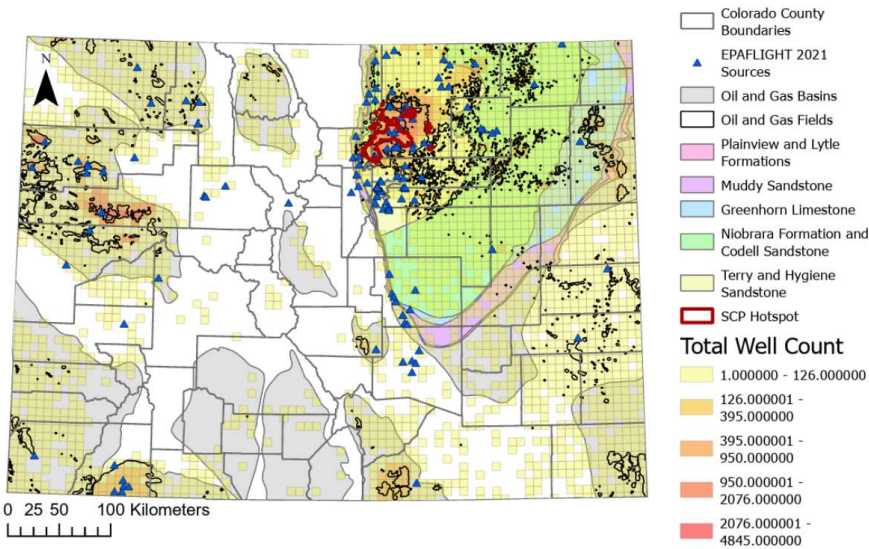 N
0 25 50 100 Kilometers
Colorado County
Boundaries
EPAFLIGHT 2021
Sources
Oil and Gas Basins
Oil and Gas Fields
Plainview and Lytle
Formations
Muddy Sandstone
Greenhorn Limestone
Niobrara Formation and
Codell Sandstone
Terry and Hygiene
Sandstone
SCP Hotspot
Total Well Count
1.000000 - 126.000000
126.000001 -
395.000000
395.000001 -
950.000000
950.000001 -
2076.000000
2076.000001 -
4845.000000